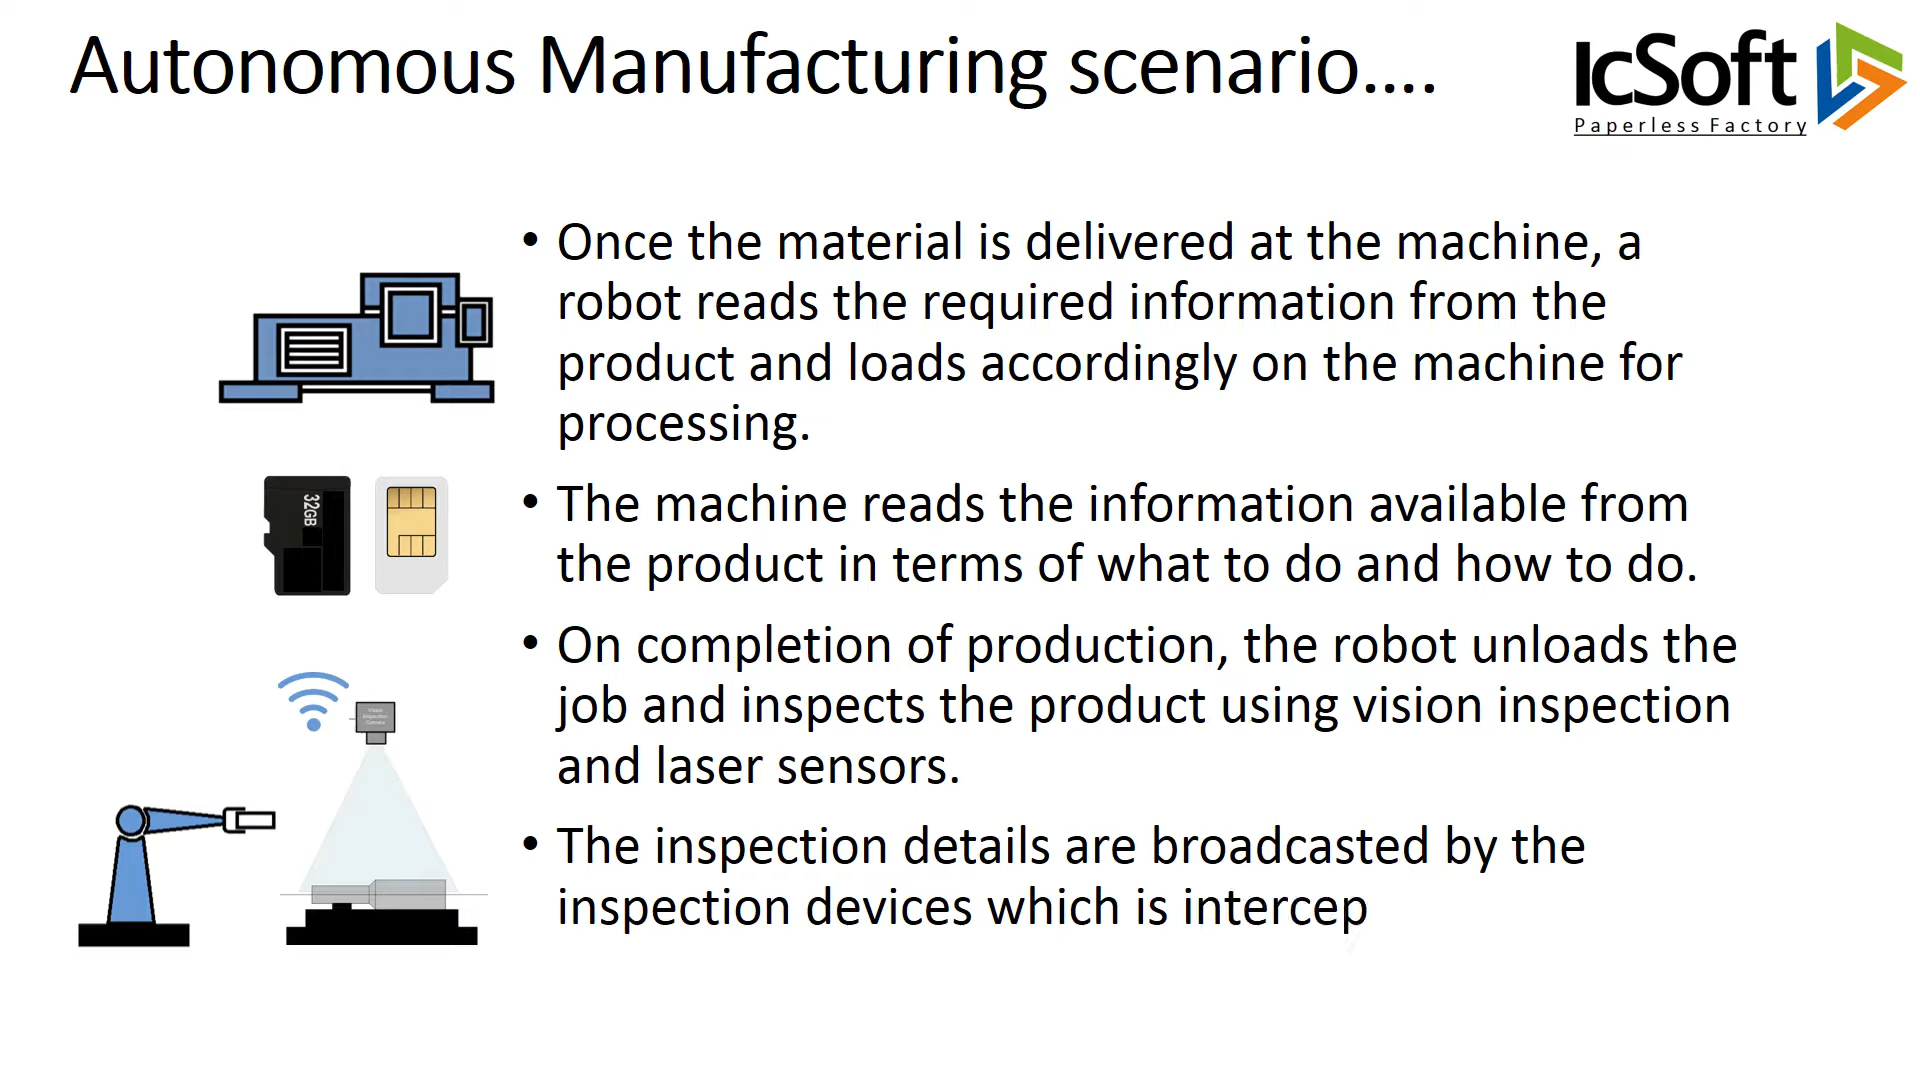 Autonomous Manufacturing scenario....
IcSoft
Paperless Factory
• Once the material is delivered at the machine, a
robot reads the required information from the
product and loads accordingly on the machine for
processing.
32GB
• The machine reads the information available from
the product in terms of what to do and how to do.
• On completion of production, the robot unloads the
job and inspects the product using vision inspection
and laser sensors.
Vision
Inspection
Camera
• The inspection details are broadcasted by the
inspection devices which is intercep